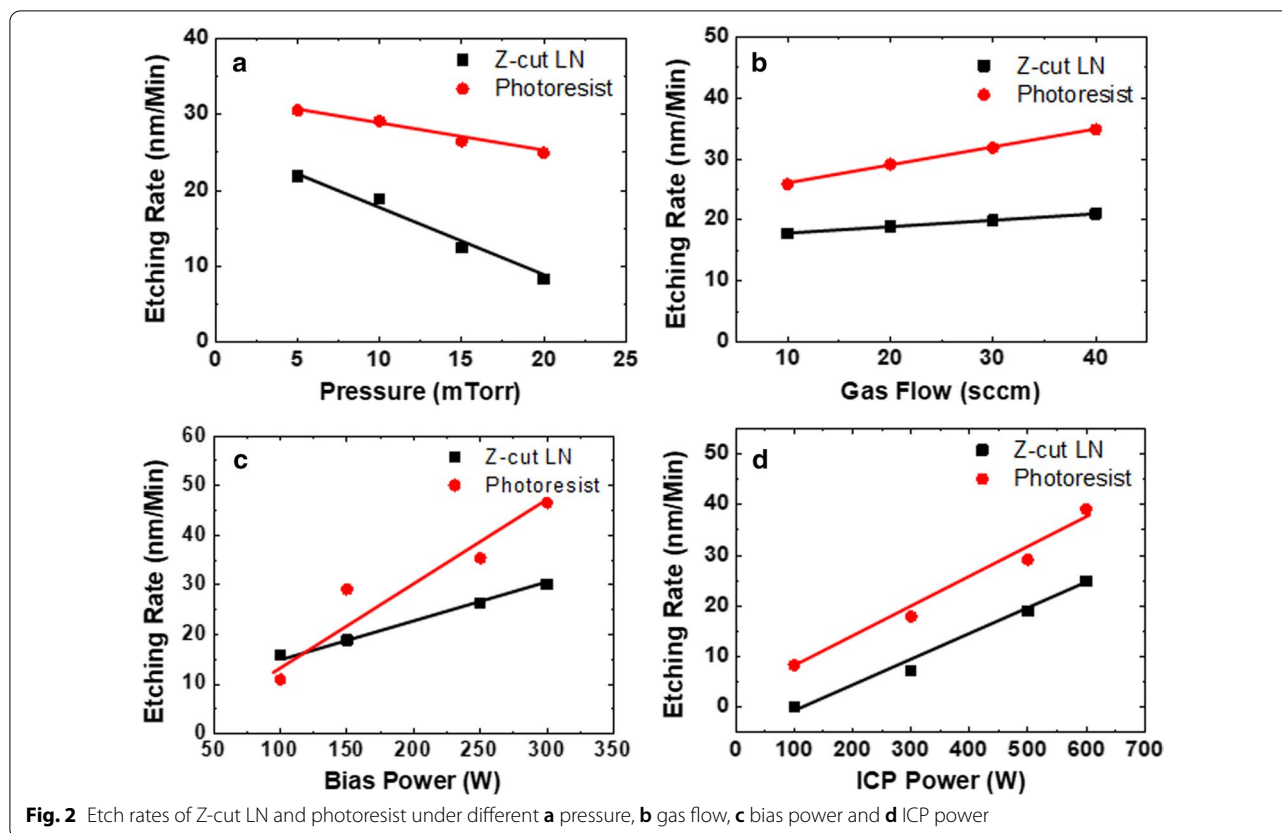 a
Z-cut LN
Photoresist
Etching Rate (nm/Min)
40
30
20
10
0
0 5 10 15 20 25
Pressure (mTorr)
b
Z-cut LN
Photoresist
Etching Rate (nm/Min)
50
40
30
20
10
0
10 20 30 40
Gas Flow (sccm)
c
Z-cut LN
Photoresist
Etching Rate (nm/Min)
60
50
40
30
20
10
0
50 100 150 200 250 300 350
Bias Power (W)
d
Z-cut LN
Photoresist
Etching Rate (nm/Min)
50
40
30
20
10
0
0 100 200 300 400 500 600 700
ICP Power (W)
Fig. 2 Etch rates of Z-cut LN and photoresist under different a pressure, b gas flow, c bias power and d ICP power